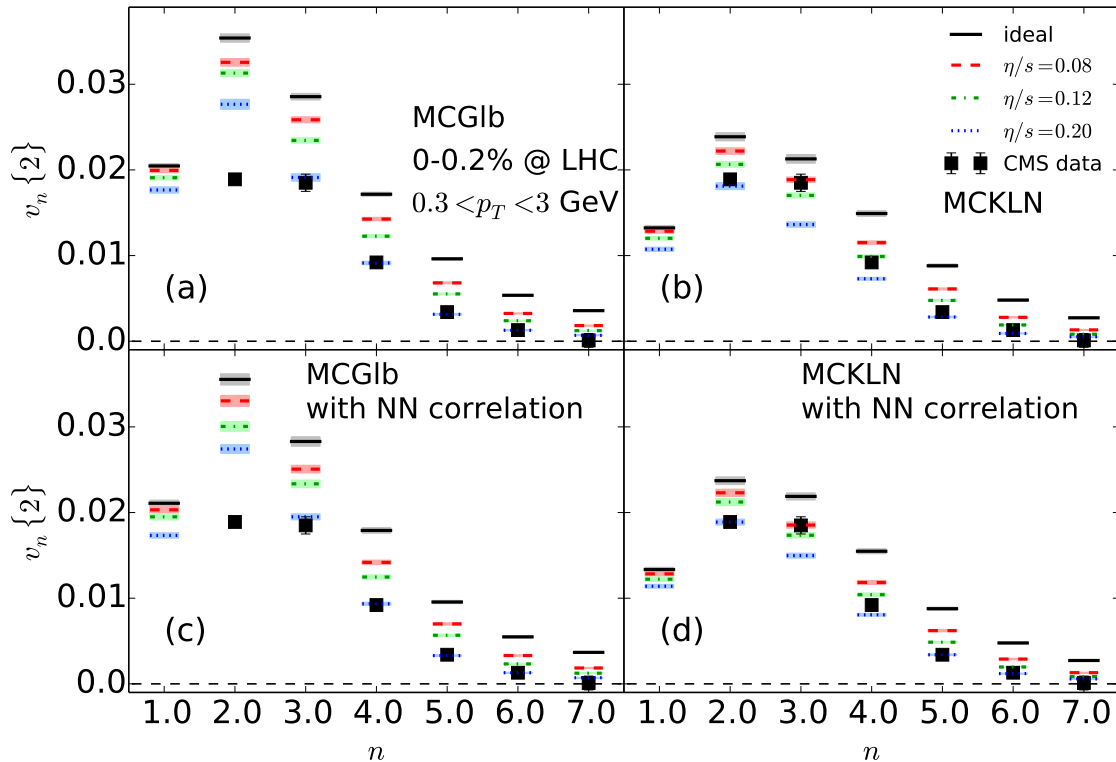 0.03
0.02
0.01
0.0
v_n {2}
MCGlb
0-0.2% @ LHC
0.3 <p_T <3 GeV
(a)
ideal
η/s =0.08
η/s =0.12
η/s =0.20
CMS data
MCKLN
(b)
0.03
0.02
0.01
0.0
v_n {2}
MCGlb
with NN correlation
(c)
MCKLN
with NN correlation
(d)
1.0 2.0 3.0 4.0 5.0 6.0 7.0
1.0 2.0 3.0 4.0 5.0 6.0 7.0
n
n